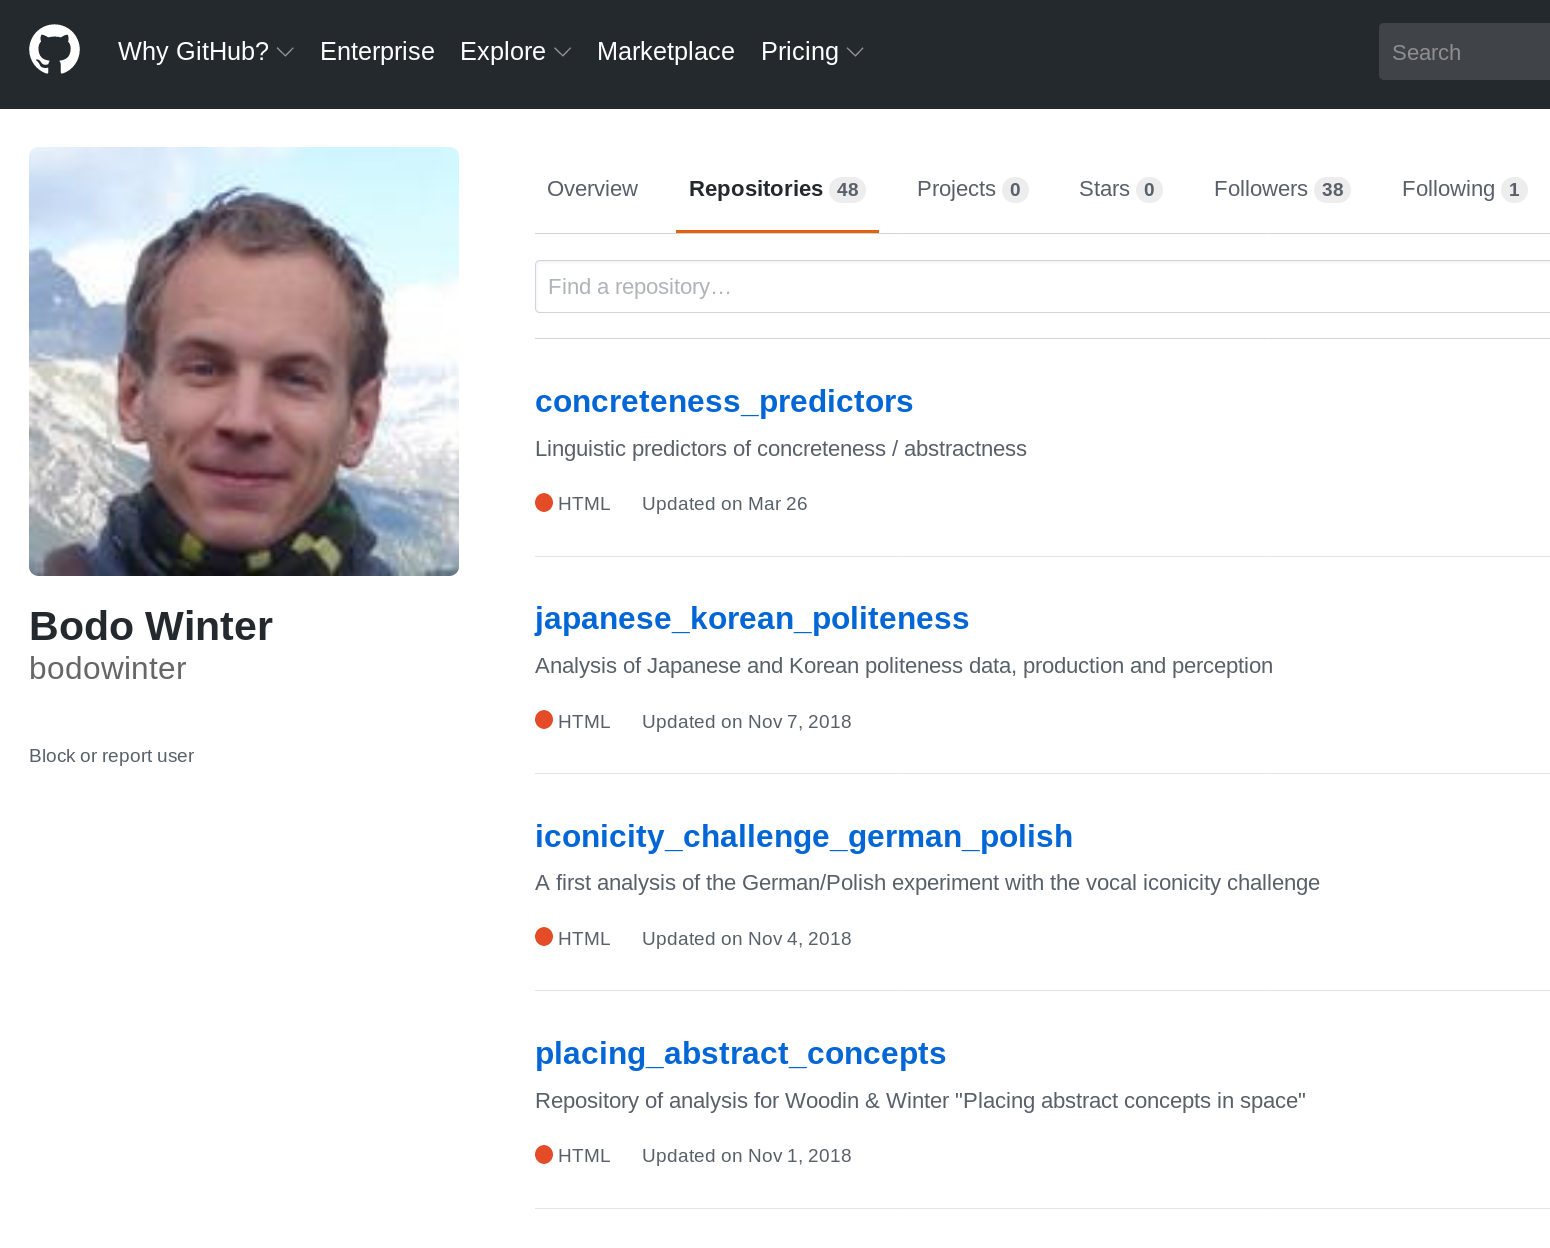 Why GitHub? Enterprise Explore Marketplace Pricing Search
Overview Repositories 48 Projects 0 Stars 0 Followers 38 Following 1
Find a repository…
Bodo Winter
bodowinter
Block or report user
concreteness_predictors
Linguistic predictors of concreteness / abstractness
HTML Updated on Mar 26
japanese_korean_politeness
Analysis of Japanese and Korean politeness data, production and perception
HTML Updated on Nov 7, 2018
iconicity_challenge_german_polish
A first analysis of the German/Polish experiment with the vocal iconicity challenge
HTML Updated on Nov 4, 2018
placing_abstract_concepts
Repository of analysis for Woodin & Winter "Placing abstract concepts in space"
HTML Updated on Nov 1, 2018